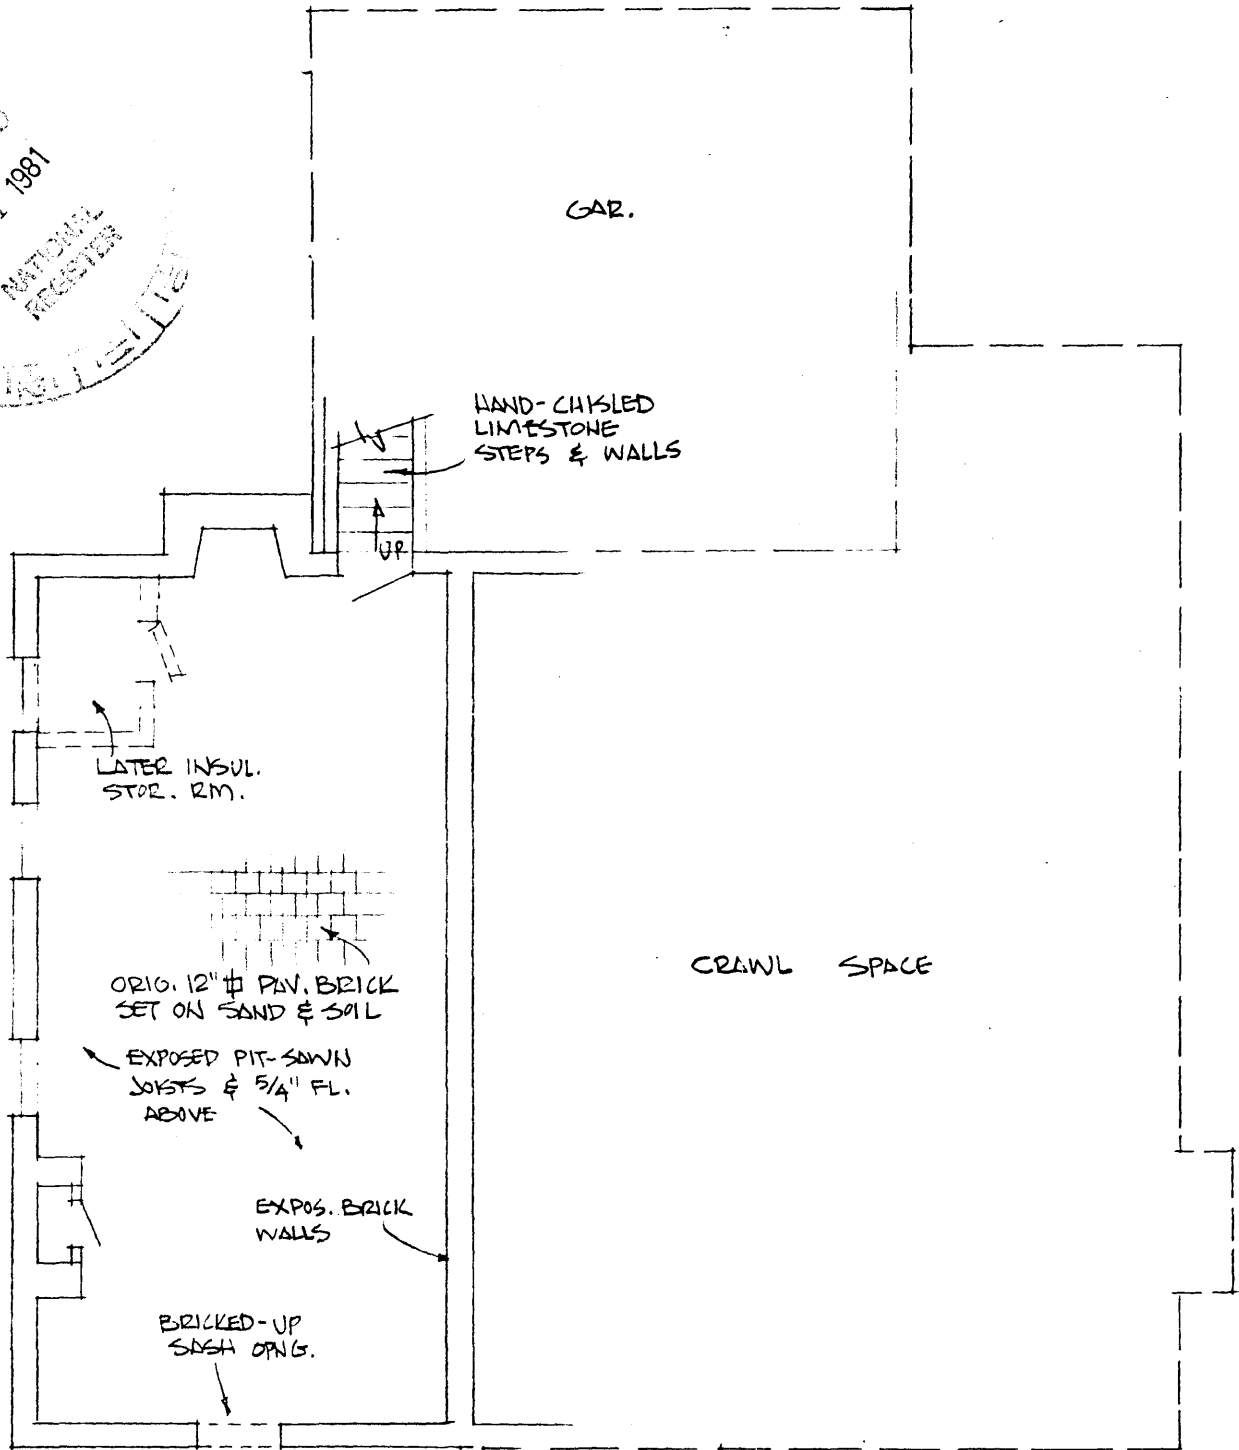 1981
NATIONAL
REGISTER
GAR.
HAND-CHISLED
LIMESTONE
STEPS & WALLS
UP
LATER INSUL.
STOR. RM.
ORIG. 12" ⌑ PAV. BRICK
SET ON SAND & SOIL
CRAWL SPACE
EXPOSED PIT-SAWN
JOISTS & 5/4" FL.
ABOVE
EXPOS. BRICK
WALLS
BRICKED-UP
SASH OPNG.